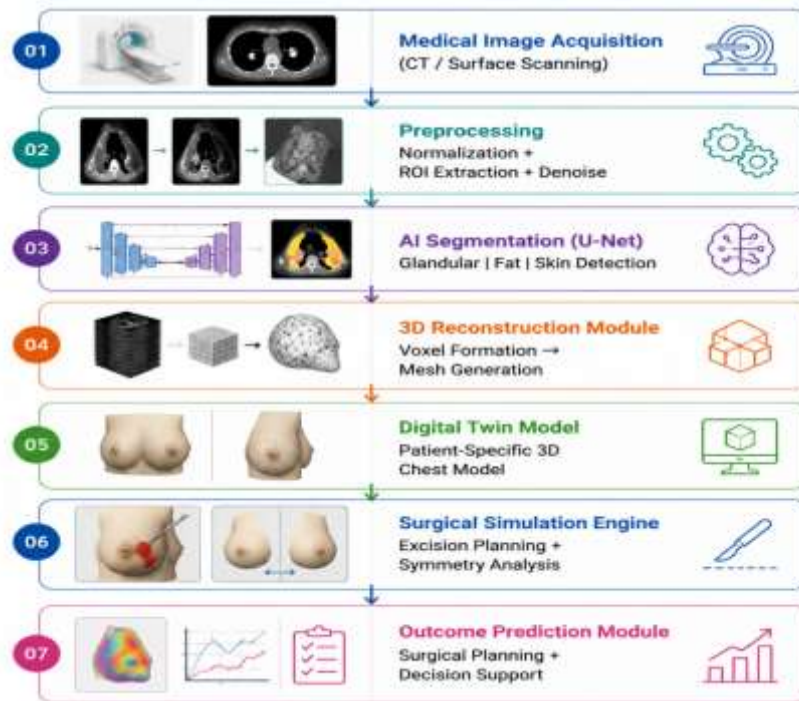 01
Medical Image Acquisition
(CT / Surface Scanning)
02
Preprocessing
Normalization +
ROI Extraction + Denoise
03
AI Segmentation (U-Net)
Glandular | Fat | Skin Detection
04
3D Reconstruction Module
Voxel Formation →
Mesh Generation
05
Digital Twin Model
Patient-Specific 3D
Chest Model
06
Surgical Simulation Engine
Excision Planning +
Symmetry Analysis
07
Outcome Prediction Module
Surgical Planning +
Decision Support